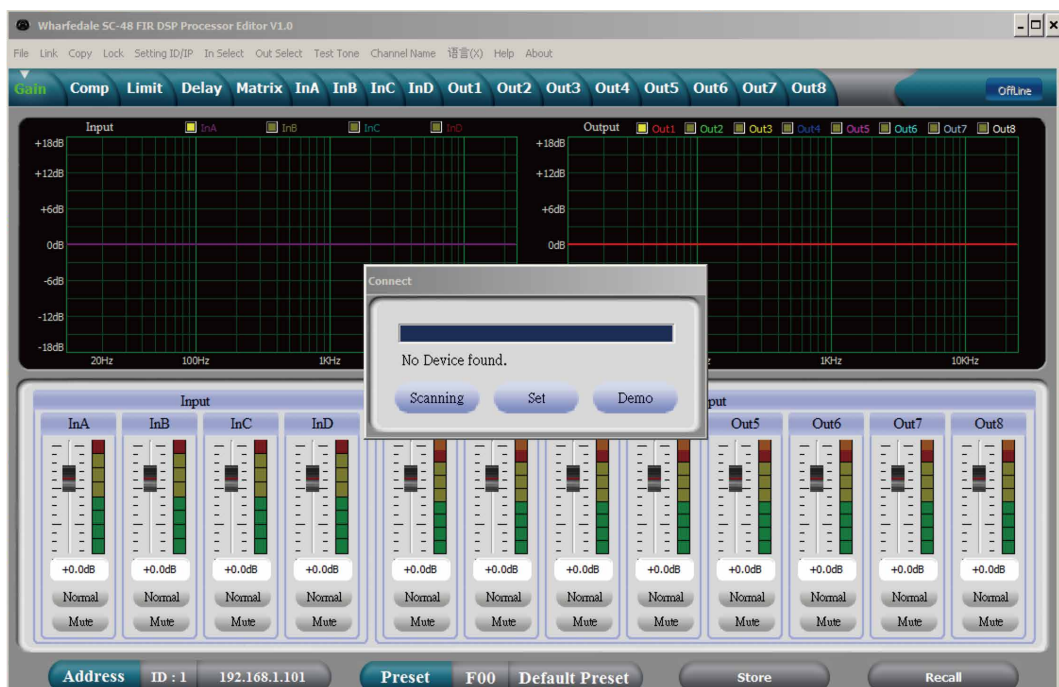 Wharfedale SC-48 FIR DSP Processor Editor V1.0
File Link Copy Lock Setting ID/IP In Select Out Select Test Tone Channel Name 语言(X) Help About
Gain Comp Limit Delay Matrix InA InB InC InD Out1 Out2 Out3 Out4 Out5 Out6 Out7 Out8 OffLine
Input InA InB InC InD
+18dB
+12dB
+6dB
0dB
-6dB
-12dB
-18dB
20Hz 100Hz 1KHz
Output Out1 Out2 Out3 Out4 Out5 Out6 Out7 Out8
+18dB
+12dB
+6dB
0dB
1KHz 10KHz
Connect
No Device found.
Scanning Set Demo
Input
InA InB InC InD
+0.0dB +0.0dB +0.0dB +0.0dB
Normal Normal Normal Normal
Mute Mute Mute Mute
put
Out5 Out6 Out7 Out8
+0.0dB +0.0dB +0.0dB +0.0dB +0.0dB +0.0dB +0.0dB +0.0dB
Normal Normal Normal Normal Normal Normal Normal Normal
Mute Mute Mute Mute Mute Mute Mute Mute
Address ID : 1 192.168.1.101 Preset F00 Default Preset Store Recall